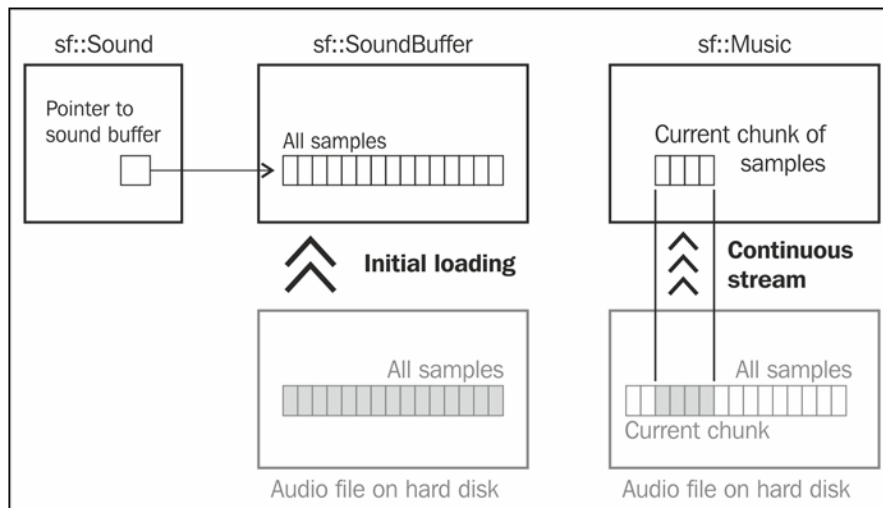 sf::Sound
sf::SoundBuffer
sf::Music
Pointer to
sound buffer
All samples
Current chunk of
samples
Initial loading
Continuous
stream
All samples
All samples
Current chunk
Audio file on hard disk
Audio file on hard disk